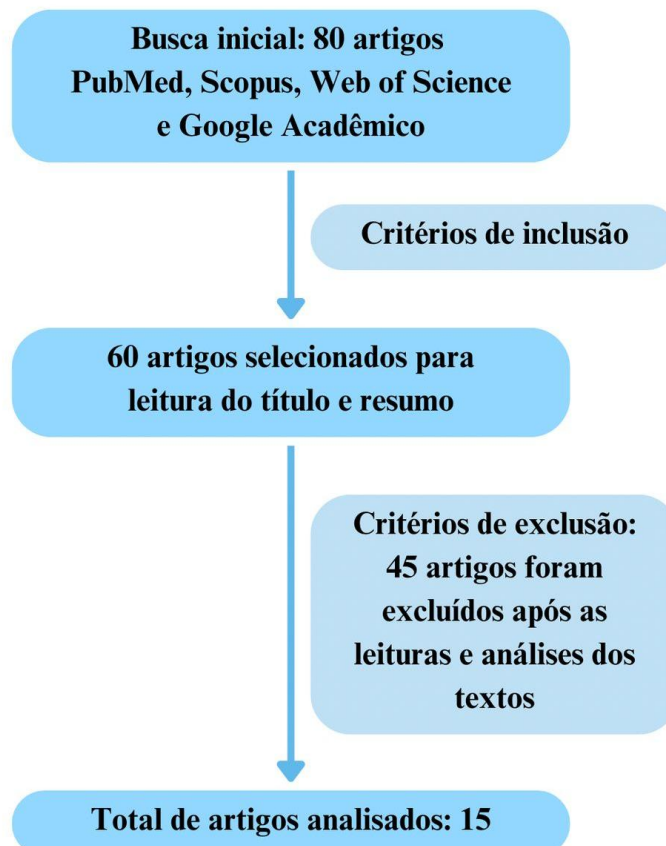 Busca inicial: 80 artigos
PubMed, Scopus, Web of Science
e Google Acadêmico
Critérios de inclusão
60 artigos selecionados para
leitura do título e resumo
Critérios de exclusão:
45 artigos foram
excluídos após as
leituras e análises dos
textos
Total de artigos analisados: 15